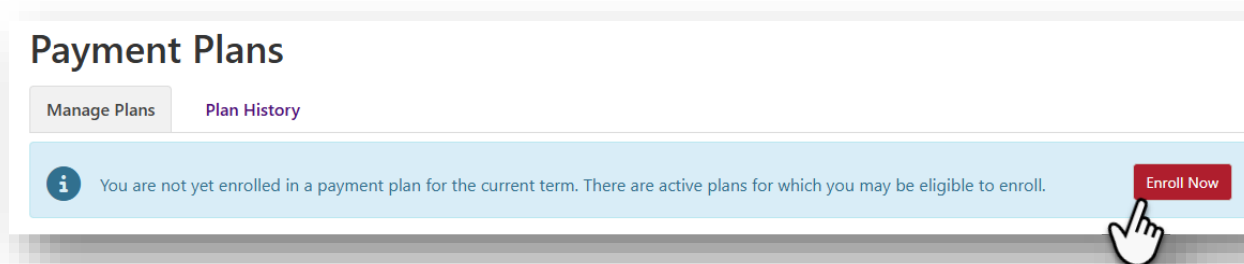 Payment Plans
Manage Plans
Plan History
You are not yet enrolled in a payment plan for the current term. There are active plans for which you may be eligible to enroll.
Enroll Now